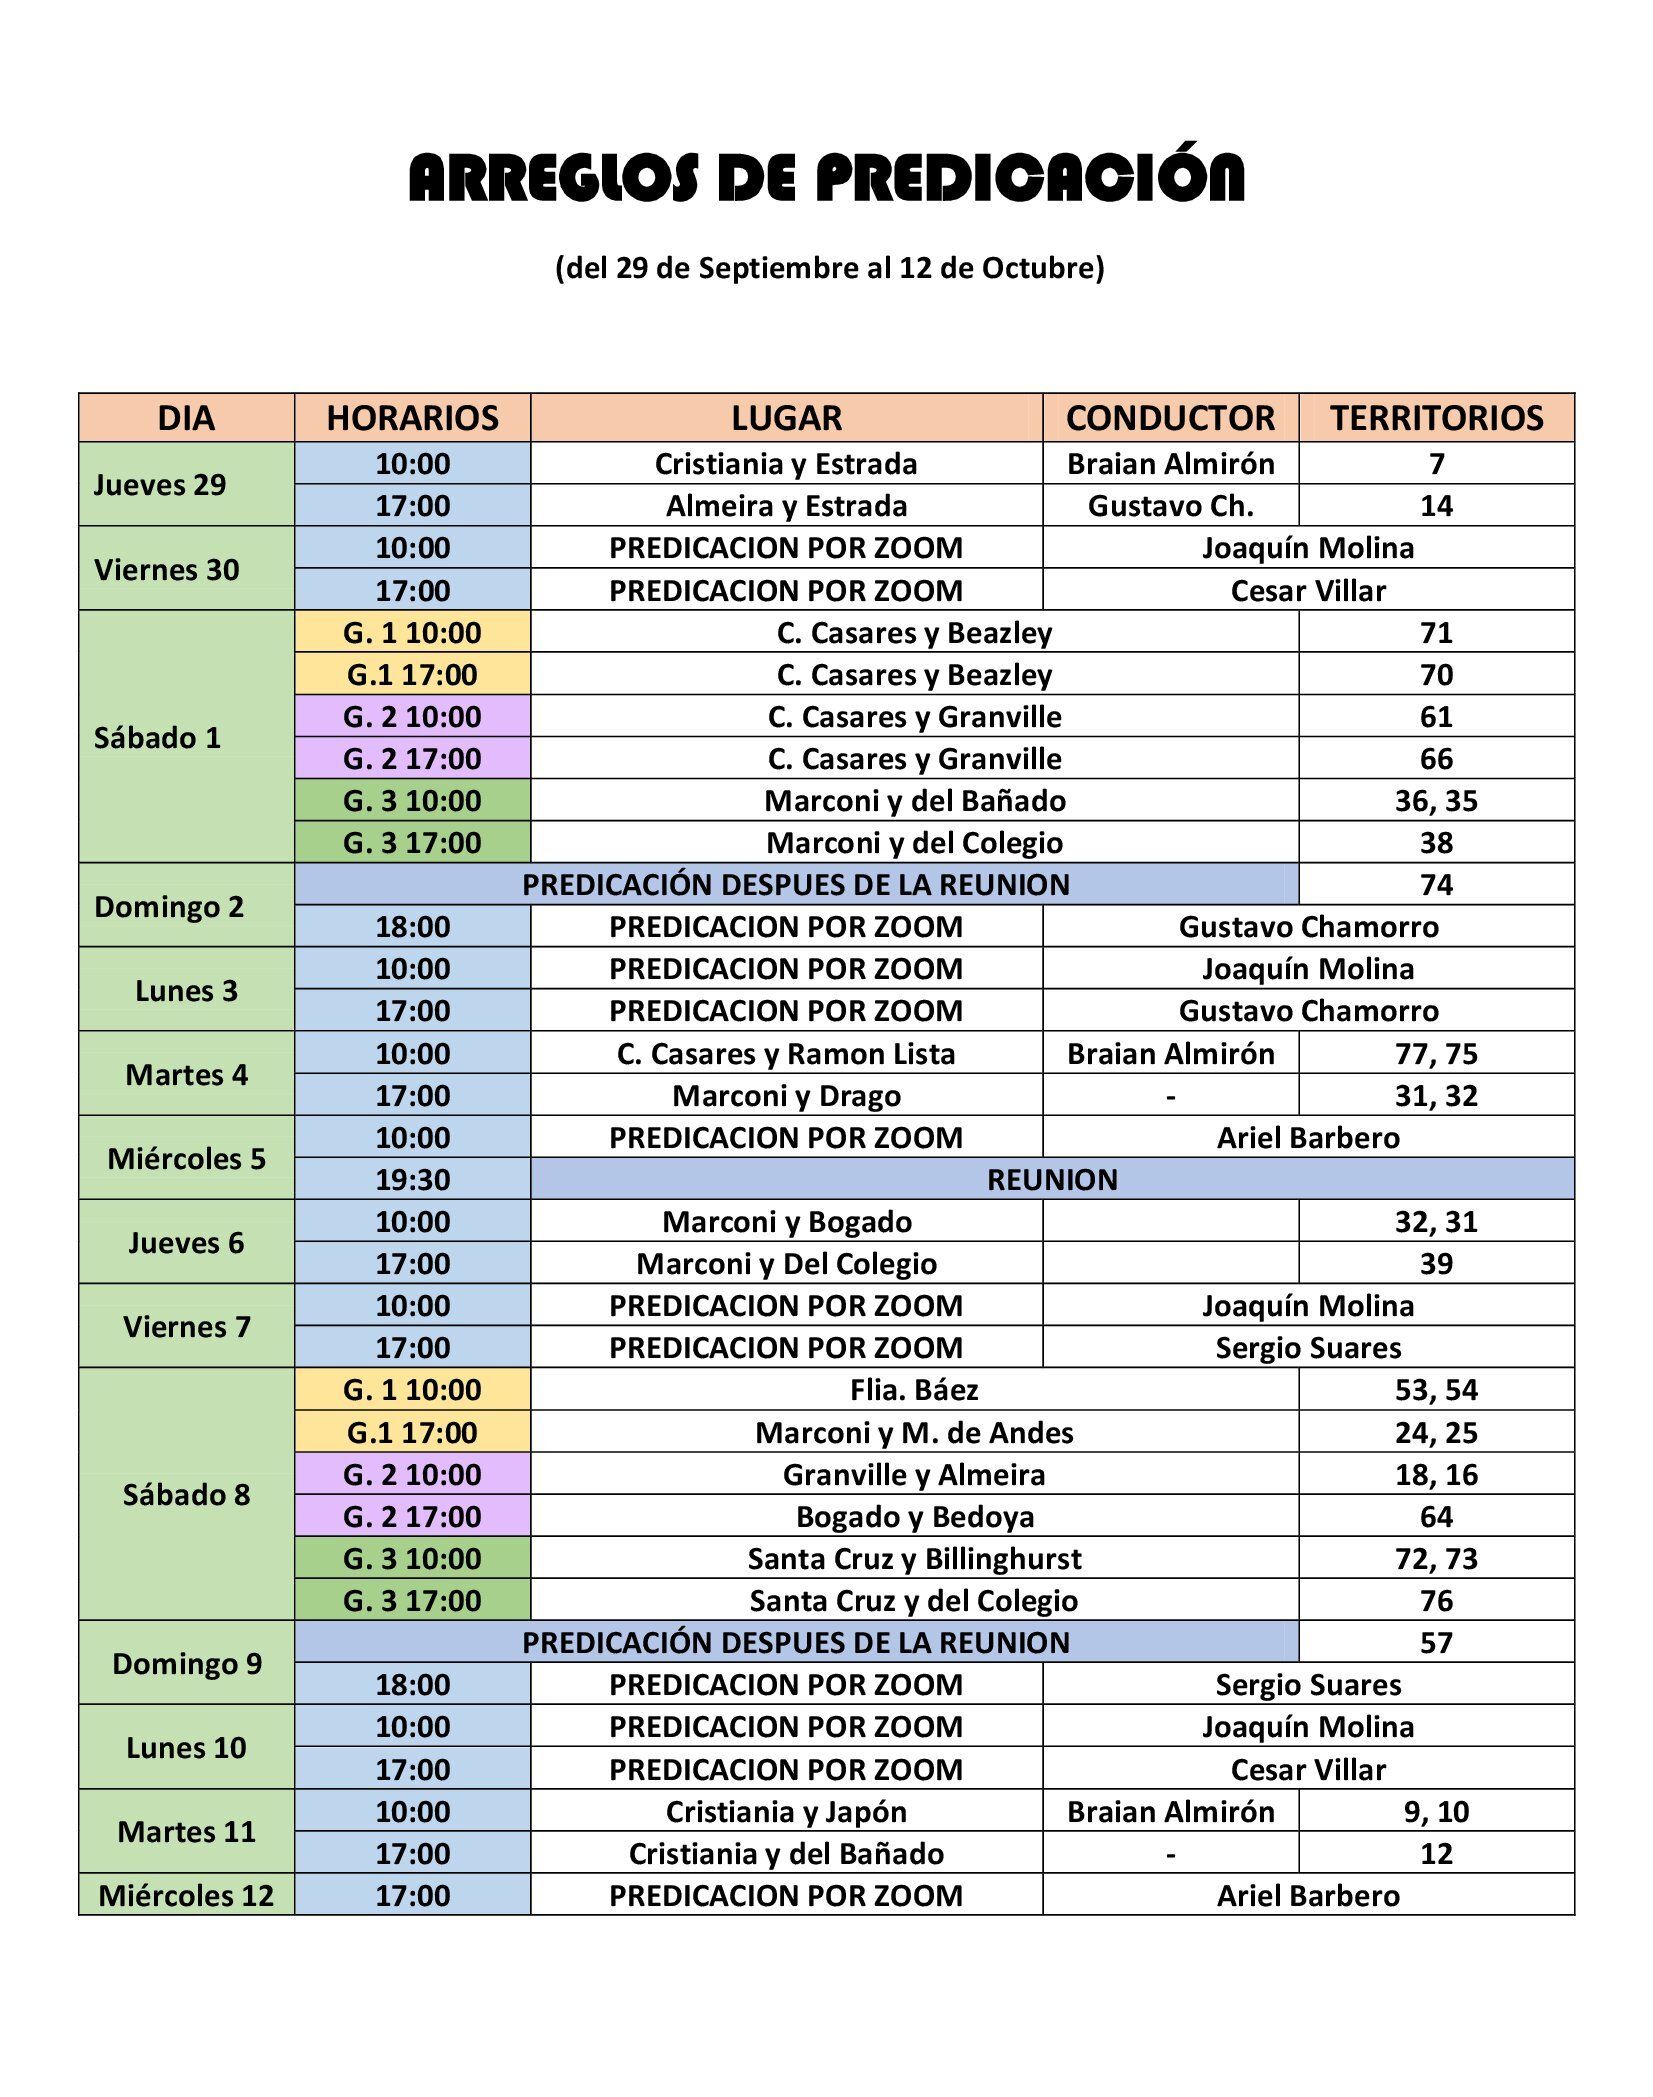 ARREGLOS DE PREDICACIÓN
(del 29 de Septiembre al 12 de Octubre)
DIA HORARIOS LUGAR CONDUCTOR TERRITORIOS
Jueves 29
10:00 Cristiania y Estrada Braian Almirón 7
17:00 Almeira y Estrada Gustavo Ch. 14
Viernes 30
10:00 PREDICACION POR ZOOM Joaquín Molina
17:00 PREDICACION POR ZOOM Cesar Villar
Sábado 1
G. 1 10:00 C. Casares y Beazley 71
G.1 17:00 C. Casares y Beazley 70
G. 2 10:00 C. Casares y Granville 61
G. 2 17:00 C. Casares y Granville 66
G. 3 10:00 Marconi y del Bañado 36, 35
G. 3 17:00 Marconi y del Colegio 38
Domingo 2
PREDICACIÓN DESPUES DE LA REUNION 74
18:00 PREDICACION POR ZOOM Gustavo Chamorro
Lunes 3
10:00 PREDICACION POR ZOOM Joaquín Molina
17:00 PREDICACION POR ZOOM Gustavo Chamorro
Martes 4
10:00 C. Casares y Ramon Lista Braian Almirón 77, 75
17:00 Marconi y Drago - 31, 32
Miércoles 5
10:00 PREDICACION POR ZOOM Ariel Barbero
19:30 REUNION
Jueves 6
10:00 Marconi y Bogado 32, 31
17:00 Marconi y Del Colegio 39
Viernes 7
10:00 PREDICACION POR ZOOM Joaquín Molina
17:00 PREDICACION POR ZOOM Sergio Suares
Sábado 8
G. 1 10:00 Flia. Báez 53, 54
G.1 17:00 Marconi y M. de Andes 24, 25
G. 2 10:00 Granville y Almeira 18, 16
G. 2 17:00 Bogado y Bedoya 64
G. 3 10:00 Santa Cruz y Billinghurst 72, 73
G. 3 17:00 Santa Cruz y del Colegio 76
Domingo 9
PREDICACIÓN DESPUES DE LA REUNION 57
18:00 PREDICACION POR ZOOM Sergio Suares
Lunes 10
10:00 PREDICACION POR ZOOM Joaquín Molina
17:00 PREDICACION POR ZOOM Cesar Villar
Martes 11
10:00 Cristiania y Japón Braian Almirón 9, 10
17:00 Cristiania y del Bañado - 12
Miércoles 12 17:00 PREDICACION POR ZOOM Ariel Barbero